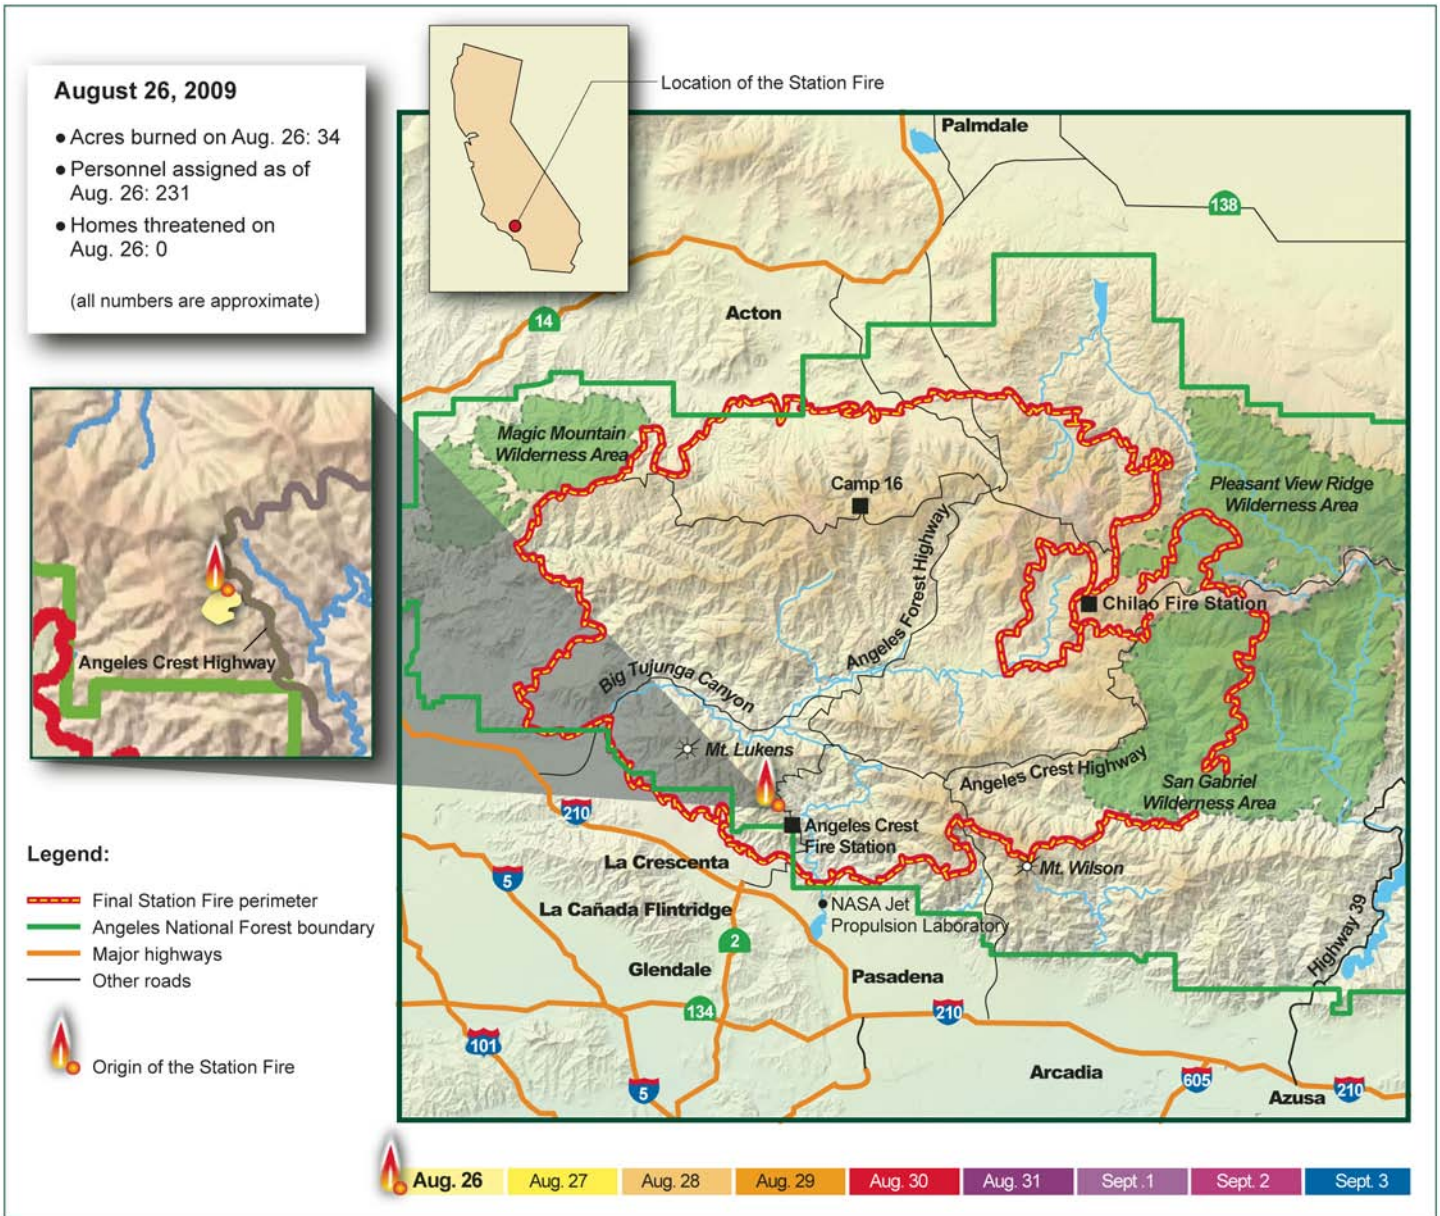 August 26, 2009
● Acres burned on Aug. 26: 34
● Personnel assigned as of
Aug. 26: 231
● Homes threatened on
Aug. 26: 0
(all numbers are approximate)
Location of the Station Fire
Palmdale
138
14
Acton
Magic Mountain
Wilderness Area
Camp 16
Pleasant View Ridge
Wilderness Area
Angeles Forest Highway
Chilao Fire Station
Angeles Crest Highway
Big Tujunga Canyon
Mt. Lukens
Angeles Crest Highway
San Gabriel
Wilderness Area
210
Angeles Crest
Fire Station
La Crescenta
Mt. Wilson
5
La Cañada Flintridge
NASA Jet
Propulsion Laboratory
Highway 39
2
Glendale
Pasadena
134
210
101
5
Arcadia
605
Azusa
210
Legend:
Final Station Fire perimeter
Angeles National Forest boundary
Major highways
Other roads
Origin of the Station Fire
Aug. 26
Aug. 27
Aug. 28
Aug. 29
Aug. 30
Aug. 31
Sept .1
Sept. 2
Sept. 3